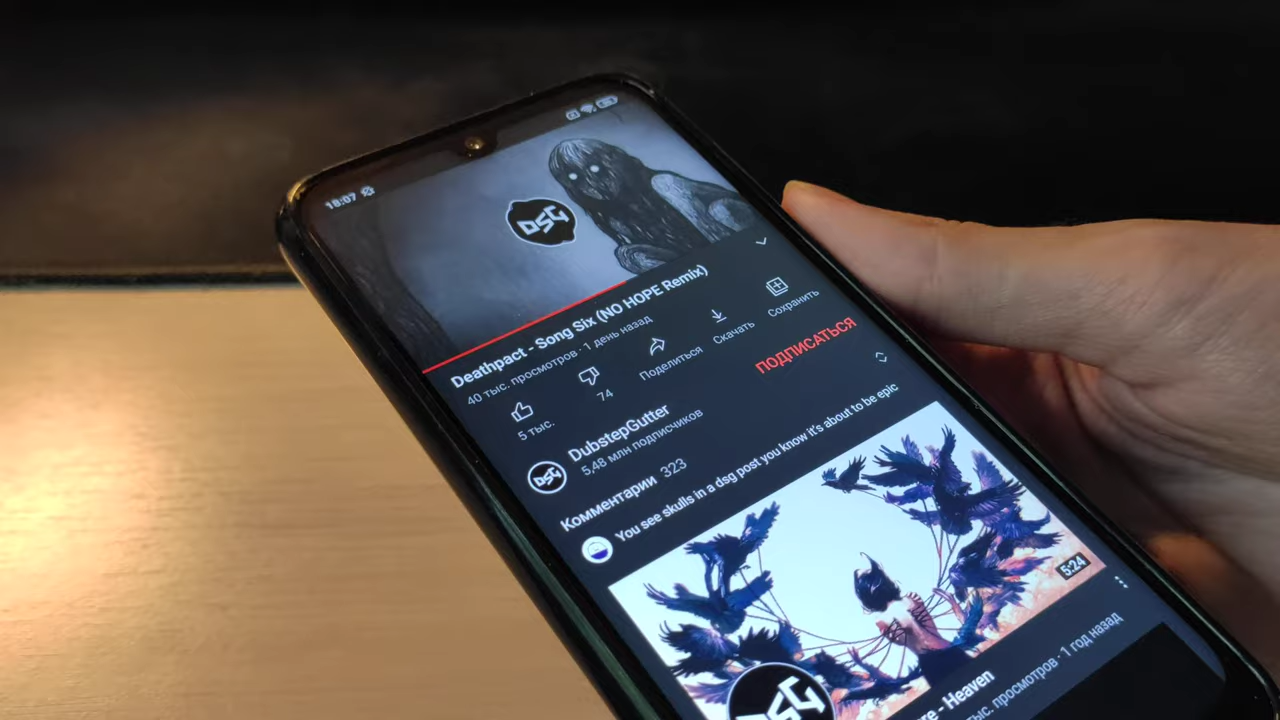 18:07
DSG
Deathpact - Song Six (NO HOPE Remix)
40 тыс. просмотров · 1 день назад
5 тыс.
74
Поделиться
Скачать
Сохранить
DSG
DubstepGutter
5,48 млн подписчиков
ПОДПИСАТЬСЯ
Комментарии 323
You see skulls in a dsg post you know it's about to be epic
5:24
DSG
- Heaven
тыс. просмотров · 1 год назад